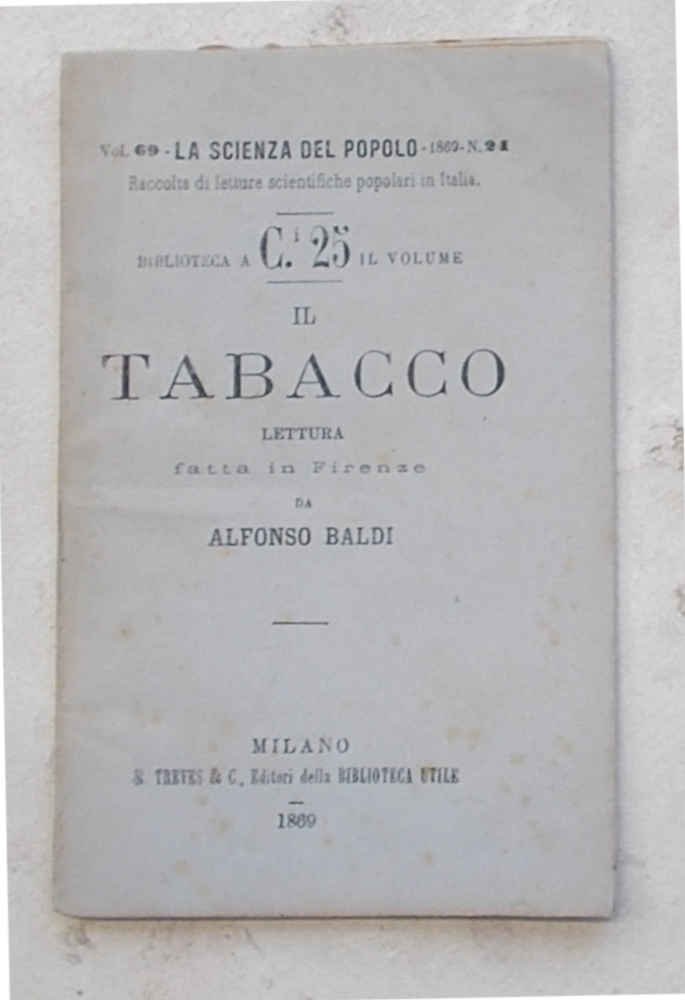 Vol. 69 - LA SCIENZA DEL POPOLO - 1869 - N. 21
Raccolta di letture scientifiche popolari in Italia.
BIBLIOTECA A C.i 25 IL VOLUME
IL
TABACCO
LETTURA
fatta in Firenze
DA
ALFONSO BALDI
MILANO
TREVES & C., Editori della BIBLIOTECA UTILE
1869